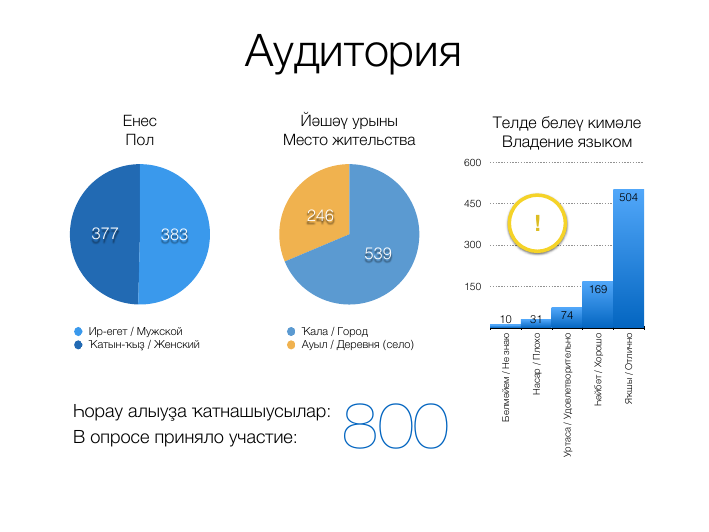 Аудитория
Енес
Пол
377
383
Ир-егет / Мужской
Ҡатын-ҡыҙ / Женский
Йәшәү урыны
Место жительства
246
539
Ҡала / Город
Ауыл / Деревня (село)
Телде белеү кимәле
Владение языком
600
450
300
150
!
10
31
74
169
504
Белмәйем / Не знаю
Насар / Плохо
Уртаса / Удовлетворительно
Һәйбәт / Хорошо
Яҡшы / Отлично
Һорау алыуҙа ҡатнашыусылар:
В опросе приняло участие:
800